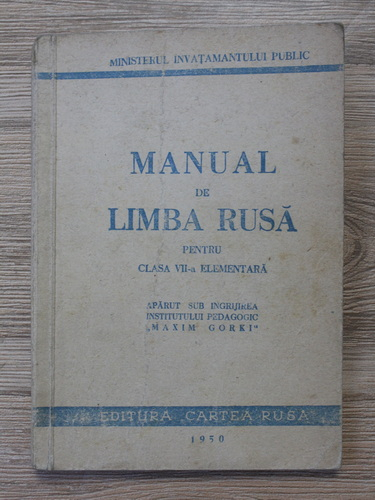 MINISTERUL INVAȚAMANTULUI PUBLIC
MANUAL
DE
LIMBA RUSĂ
PENTRU
CLASA VII-a ELEMENTARĂ
APĂRUT SUB INGRIJIREA
INSTITUTULUI PEDAGOGIC
„MAXIM GORKI"
EDITURA CARTEA RUSA
1950